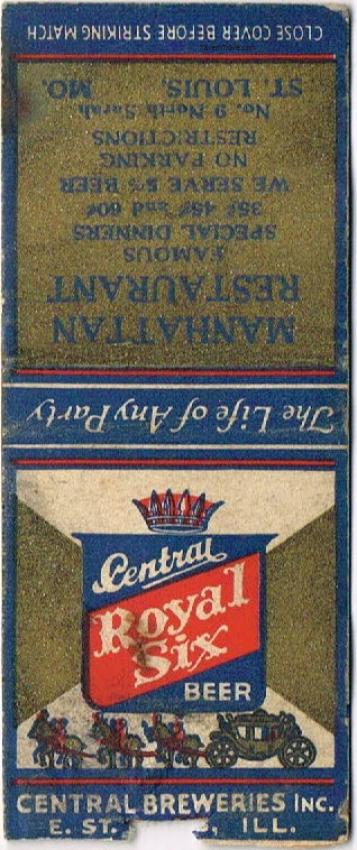 The Life of Any Party
MANHATTAN
RESTAURANT
FAMOUS
SPECIAL DINNERS
35¢ 45¢ and 60¢
WE SERVE 5% BEER
NO PARKING
RESTRICTIONS
No. 9 North Sarah
ST. LOUIS, MO.
CLOSE COVER BEFORE STRIKING MATCH
Central
Royal
Six
BEER
CENTRAL BREWERIES INC.
E. ST. S, ILL.